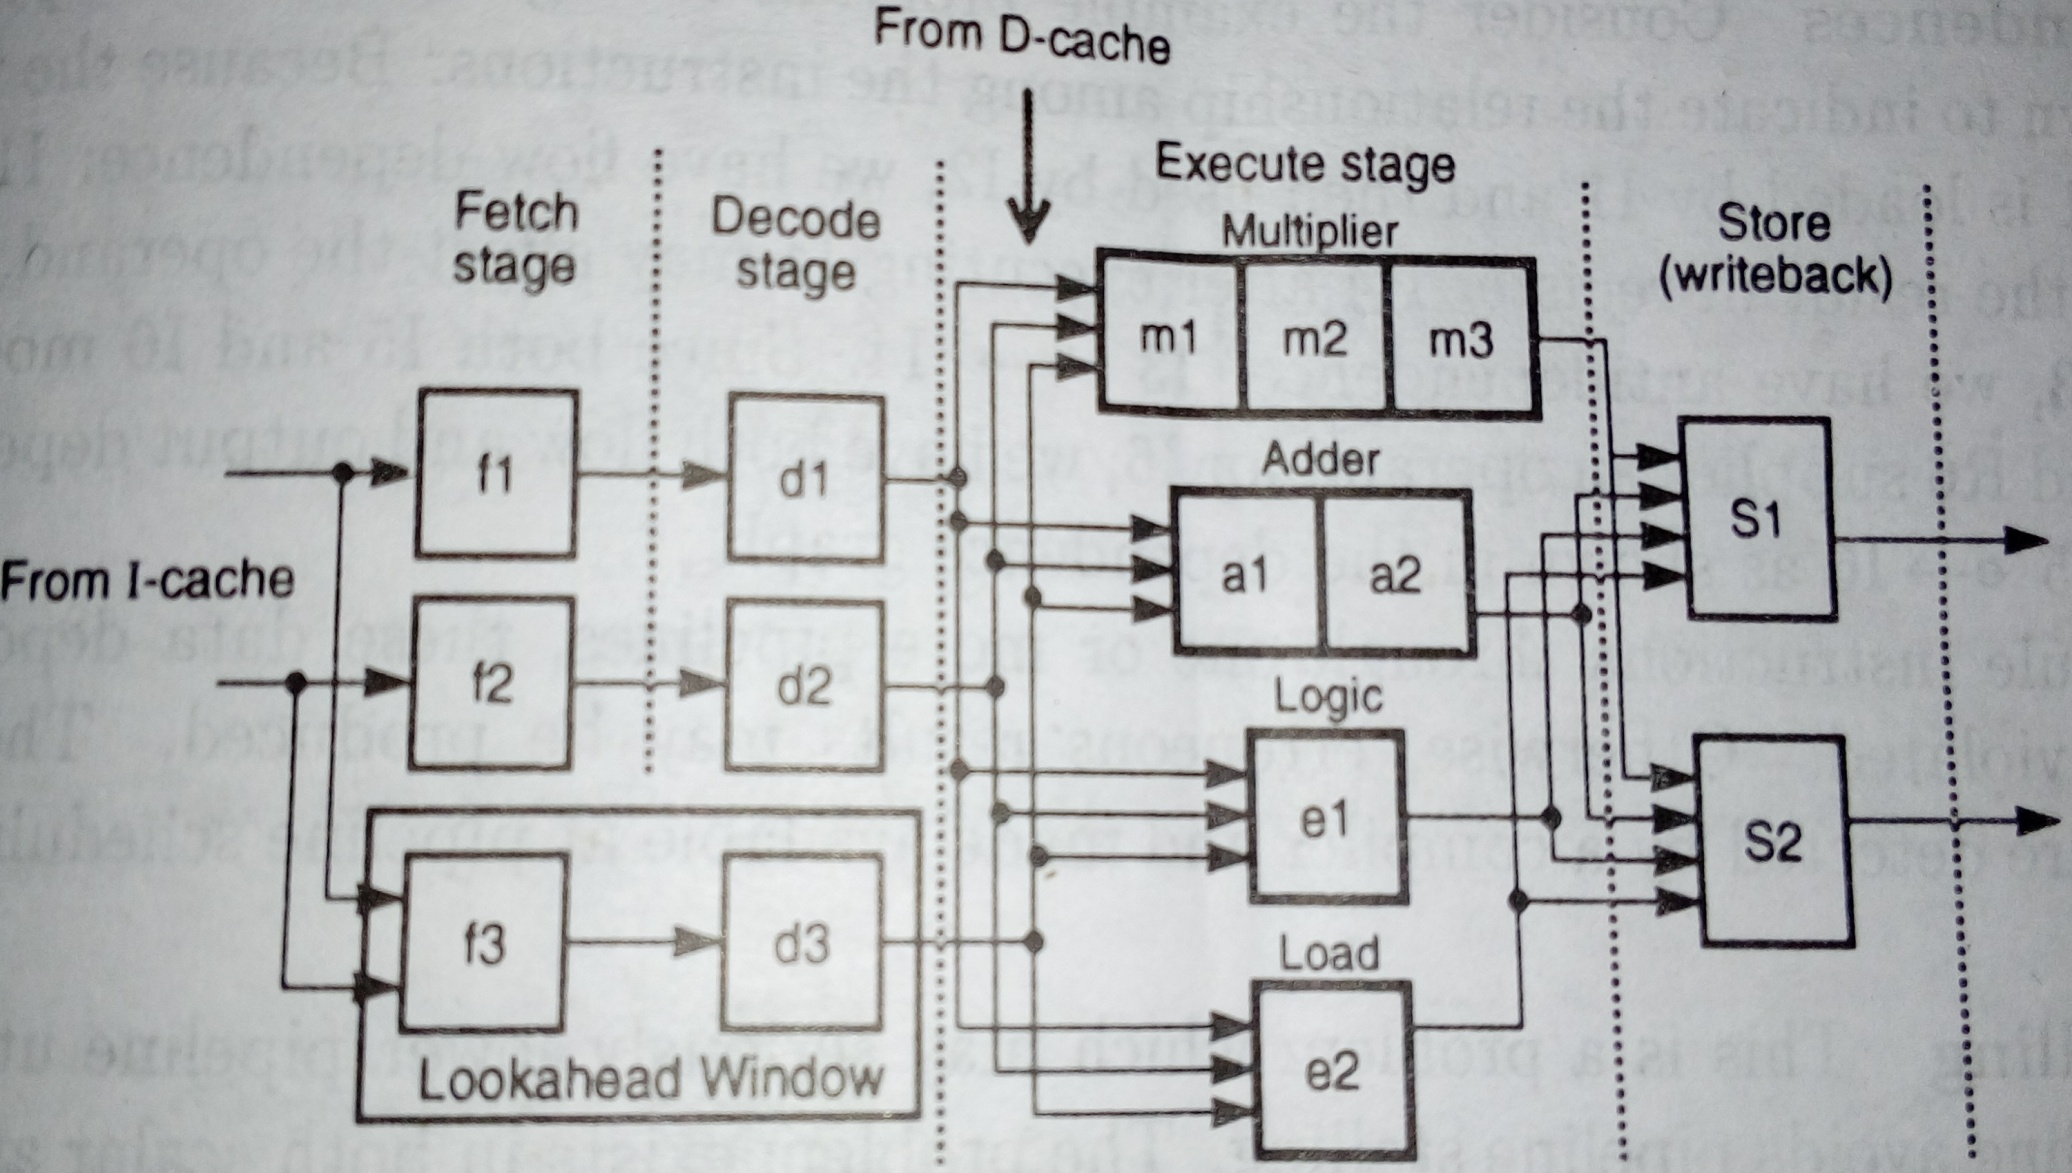 From D-cache
Execute stage
Fetch
stage
Decode
stage
Store
(writeback)
Multiplier
m1 m2 m3
Adder
f1 d1
a1 a2
S1
From I-cache
f2 d2
Logic
e1
S2
f3 d3
Load
e2
Lookahead Window